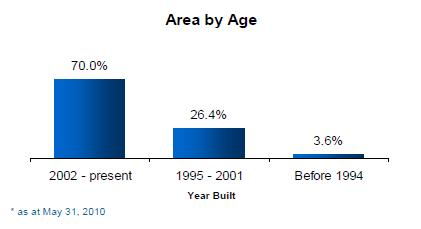 Area by Age
70.0%
26.4%
3.6%
2002 - present
1995 - 2001
Before 1994
Year Built
* as at May 31, 2010